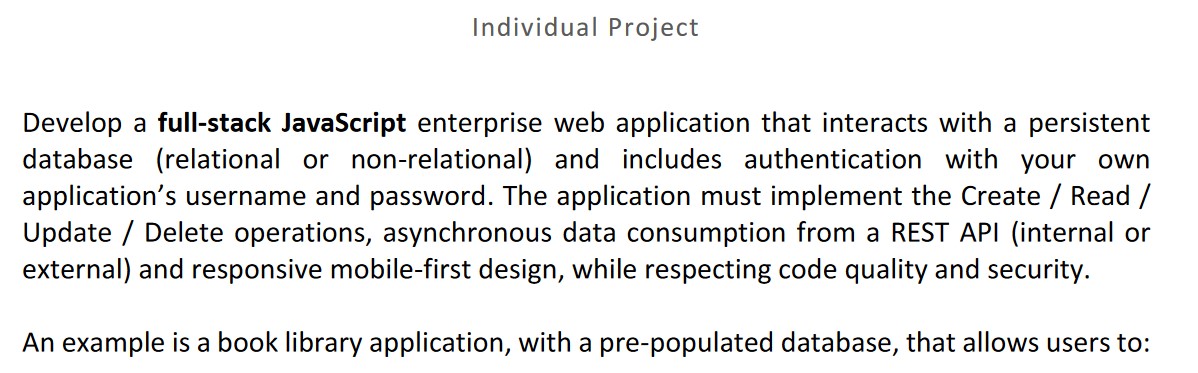 Individual Project
Develop a full-stack JavaScript enterprise web application that interacts with a persistent
database (relational or non-relational) and includes authentication with your own
application’s username and password. The application must implement the Create / Read /
Update / Delete operations, asynchronous data consumption from a REST API (internal or
external) and responsive mobile-first design, while respecting code quality and security.
An example is a book library application, with a pre-populated database, that allows users to: